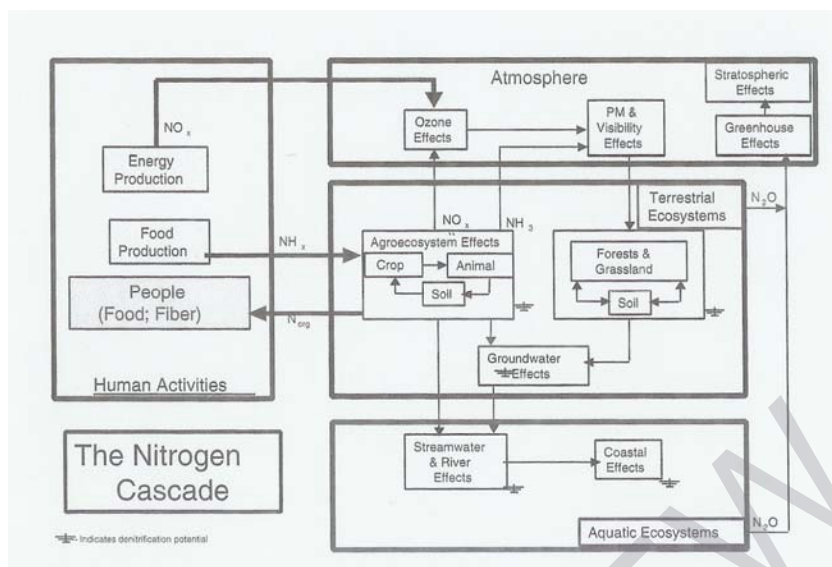 Atmosphere
Stratospheric
Effects
NOx
Ozone
Effects
PM &
Visibility
Effects
Greenhouse
Effects
Energy
Production
Terrestrial
Ecosystems
N2O
Food
Production
NHx
NOx
NH3
Agroecosystem Effects
Crop
Animal
Soil
Forests &
Grassland
Soil
People
(Food; Fiber)
Norg
Groundwater
Effects
Human Activities
The Nitrogen
Cascade
Streamwater
& River
Effects
Coastal
Effects
N2O
Aquatic Ecosystems
-Indicates denitrification potential